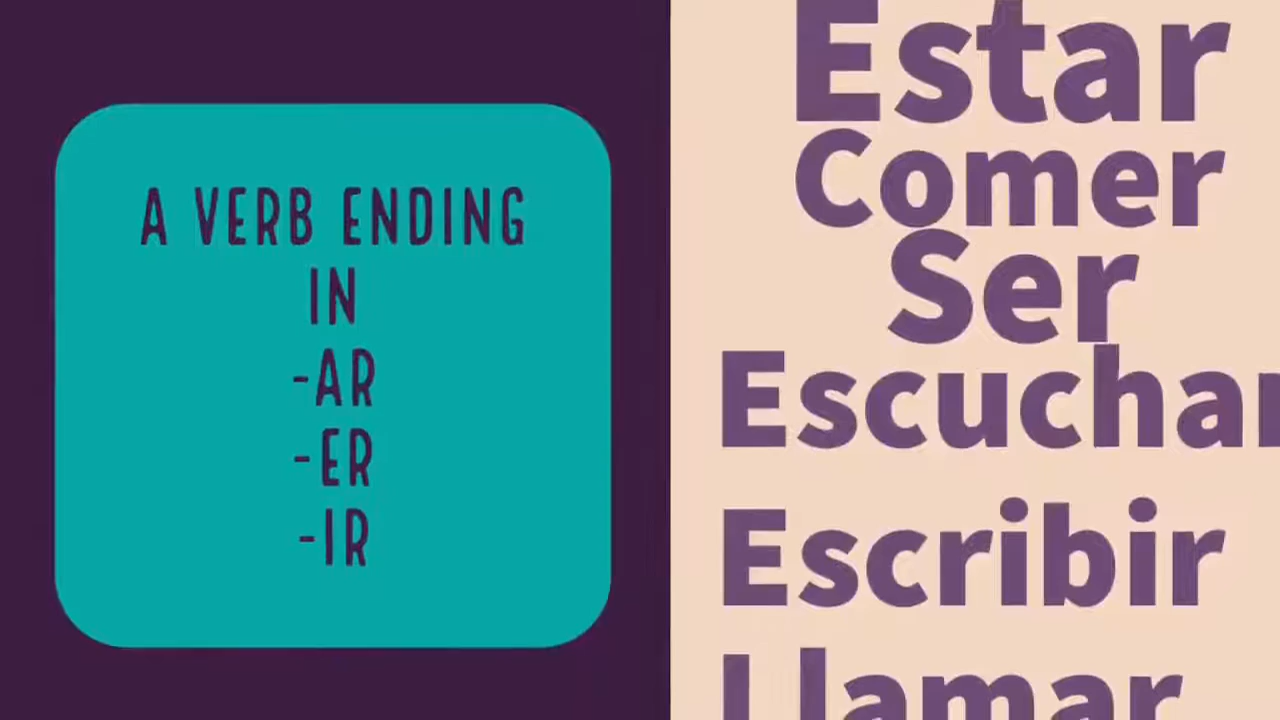 A VERB ENDING
IN
-AR
-ER
-IR
Estar
Comer
Ser
Escuchar
Escribir
Llamar